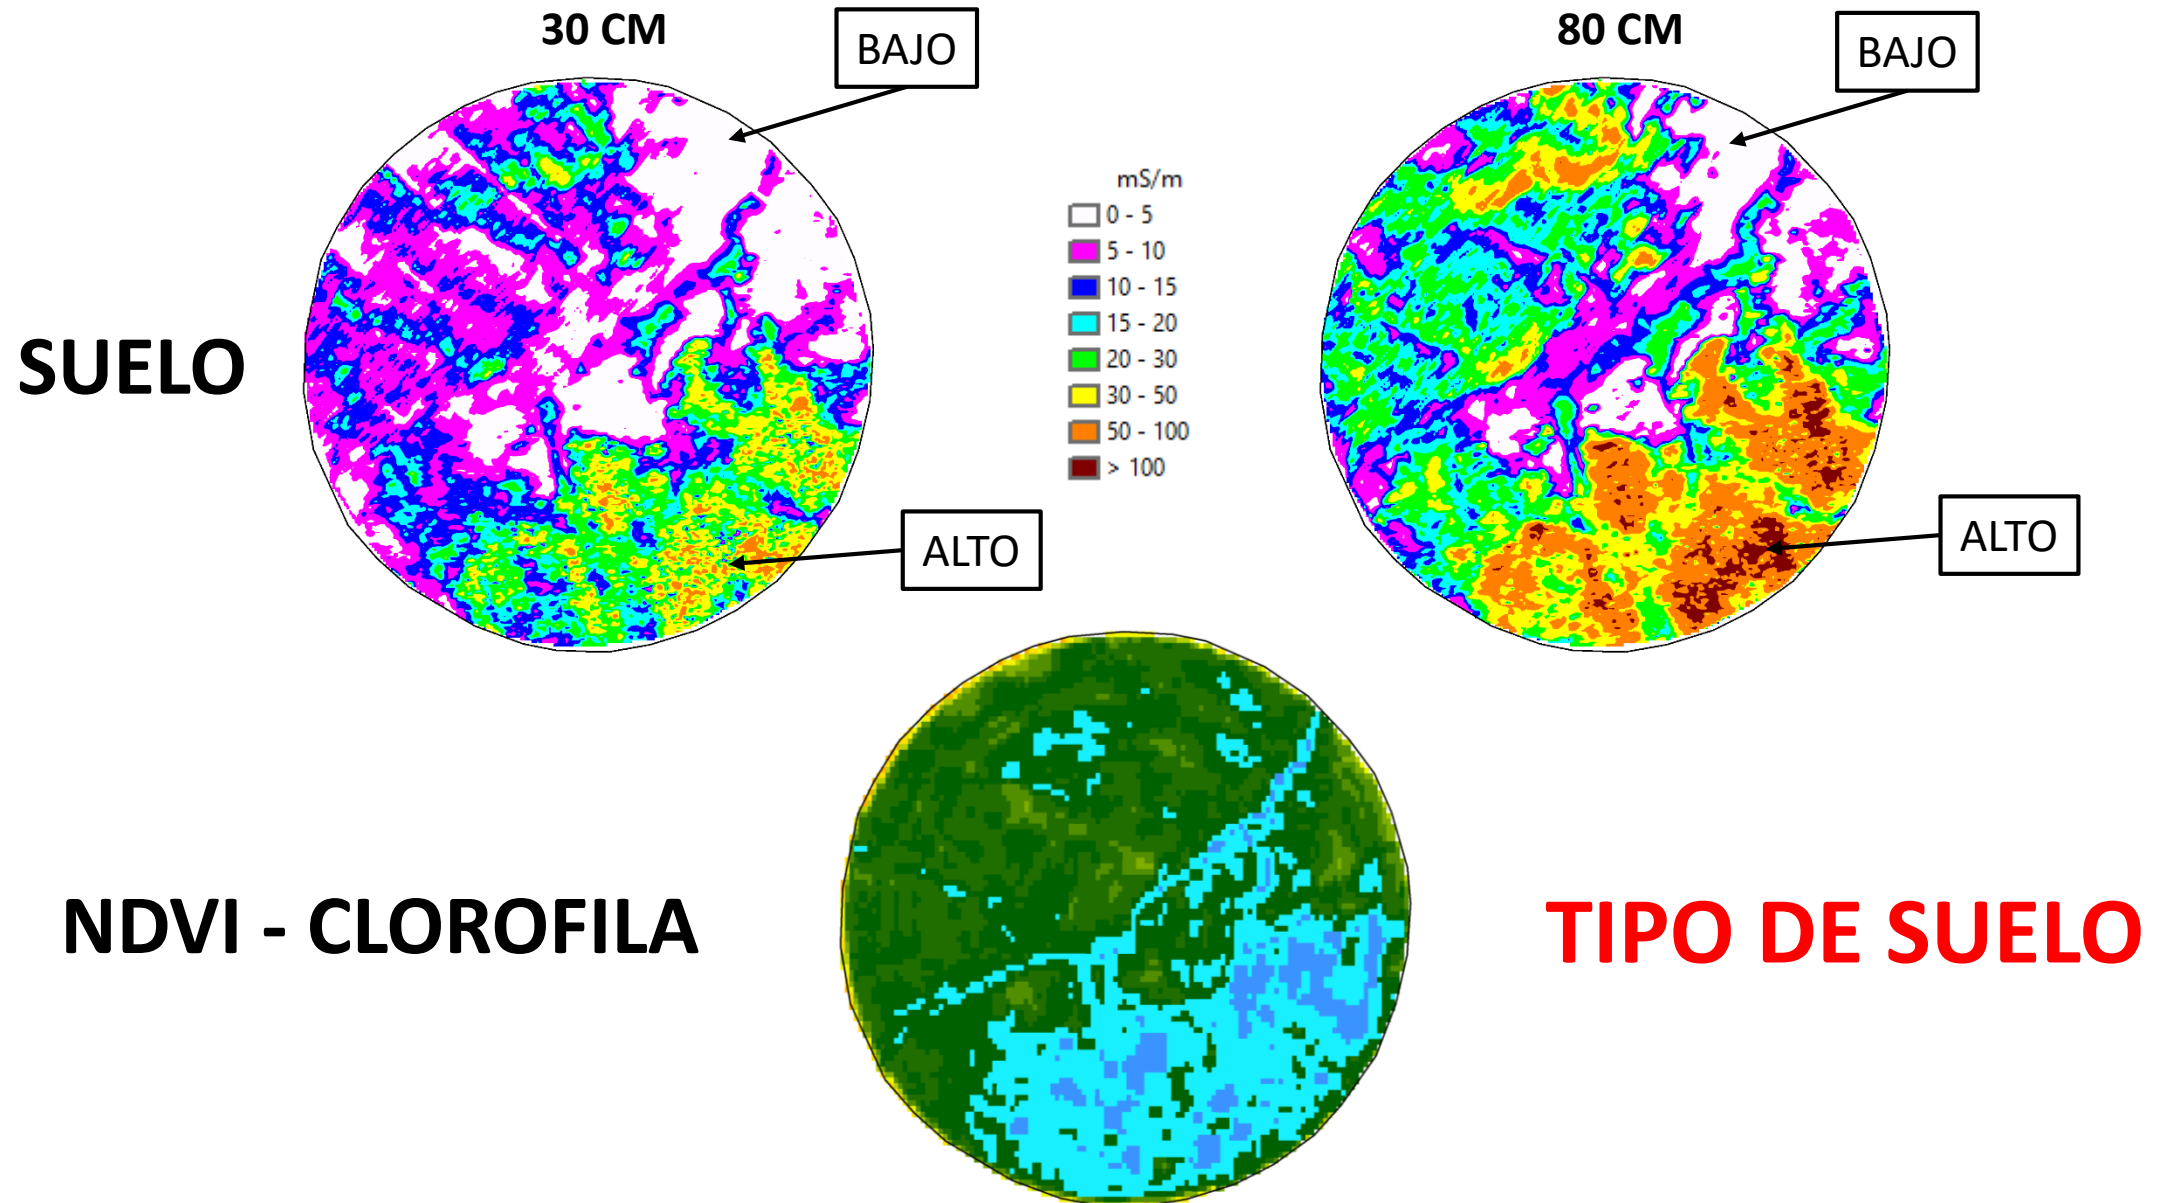 30 CM
BAJO
80 CM
BAJO
mS/m
0 - 5
5 - 10
10 - 15
15 - 20
20 - 30
30 - 50
50 - 100
> 100
SUELO
ALTO
ALTO
NDVI - CLOROFILA
TIPO DE SUELO